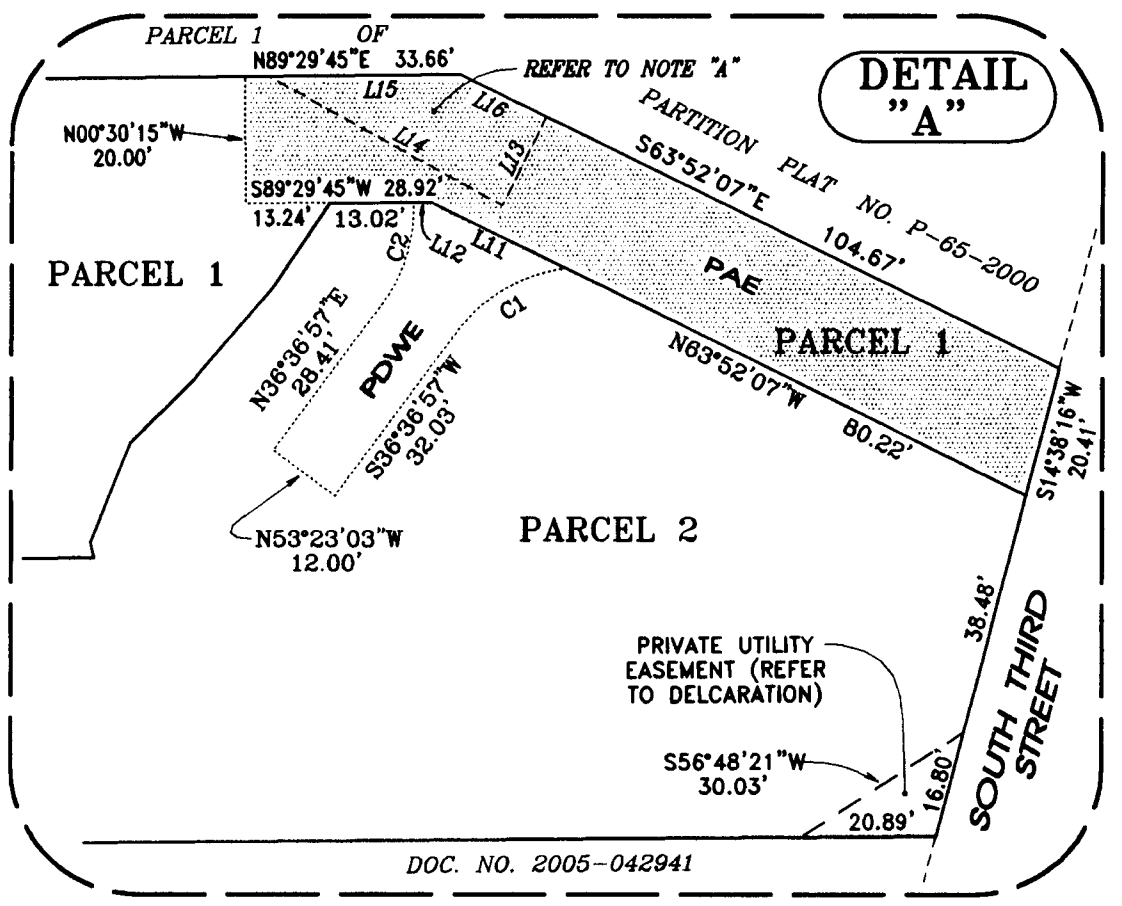 PARCEL 1 OF
N89°29'45"E 33.66'
REFER TO NOTE "A"
DETAIL
"A"
L15
L16
PARTITION PLAT NO. P-65-2000
N00°30'15"W
20.00'
L14
L13
S63°52'07"E
104.67'
S89°29'45"W 28.92'
13.24'
13.02'
C2
L12
L11
PARCEL 1
PAE
C1
PARCEL 1
N36°36'57"E
28.41'
PDWE
S36°36'57"W
32.03'
N63°52'07"W
80.22'
S14°38'16"W
20.41'
N53°23'03"W
12.00'
PARCEL 2
38.48'
PRIVATE UTILITY
EASEMENT (REFER
TO DELCARATION)
SOUTH THIRD
STREET
S56°48'21"W
30.03'
16.80'
20.89'
DOC. NO. 2005-042941